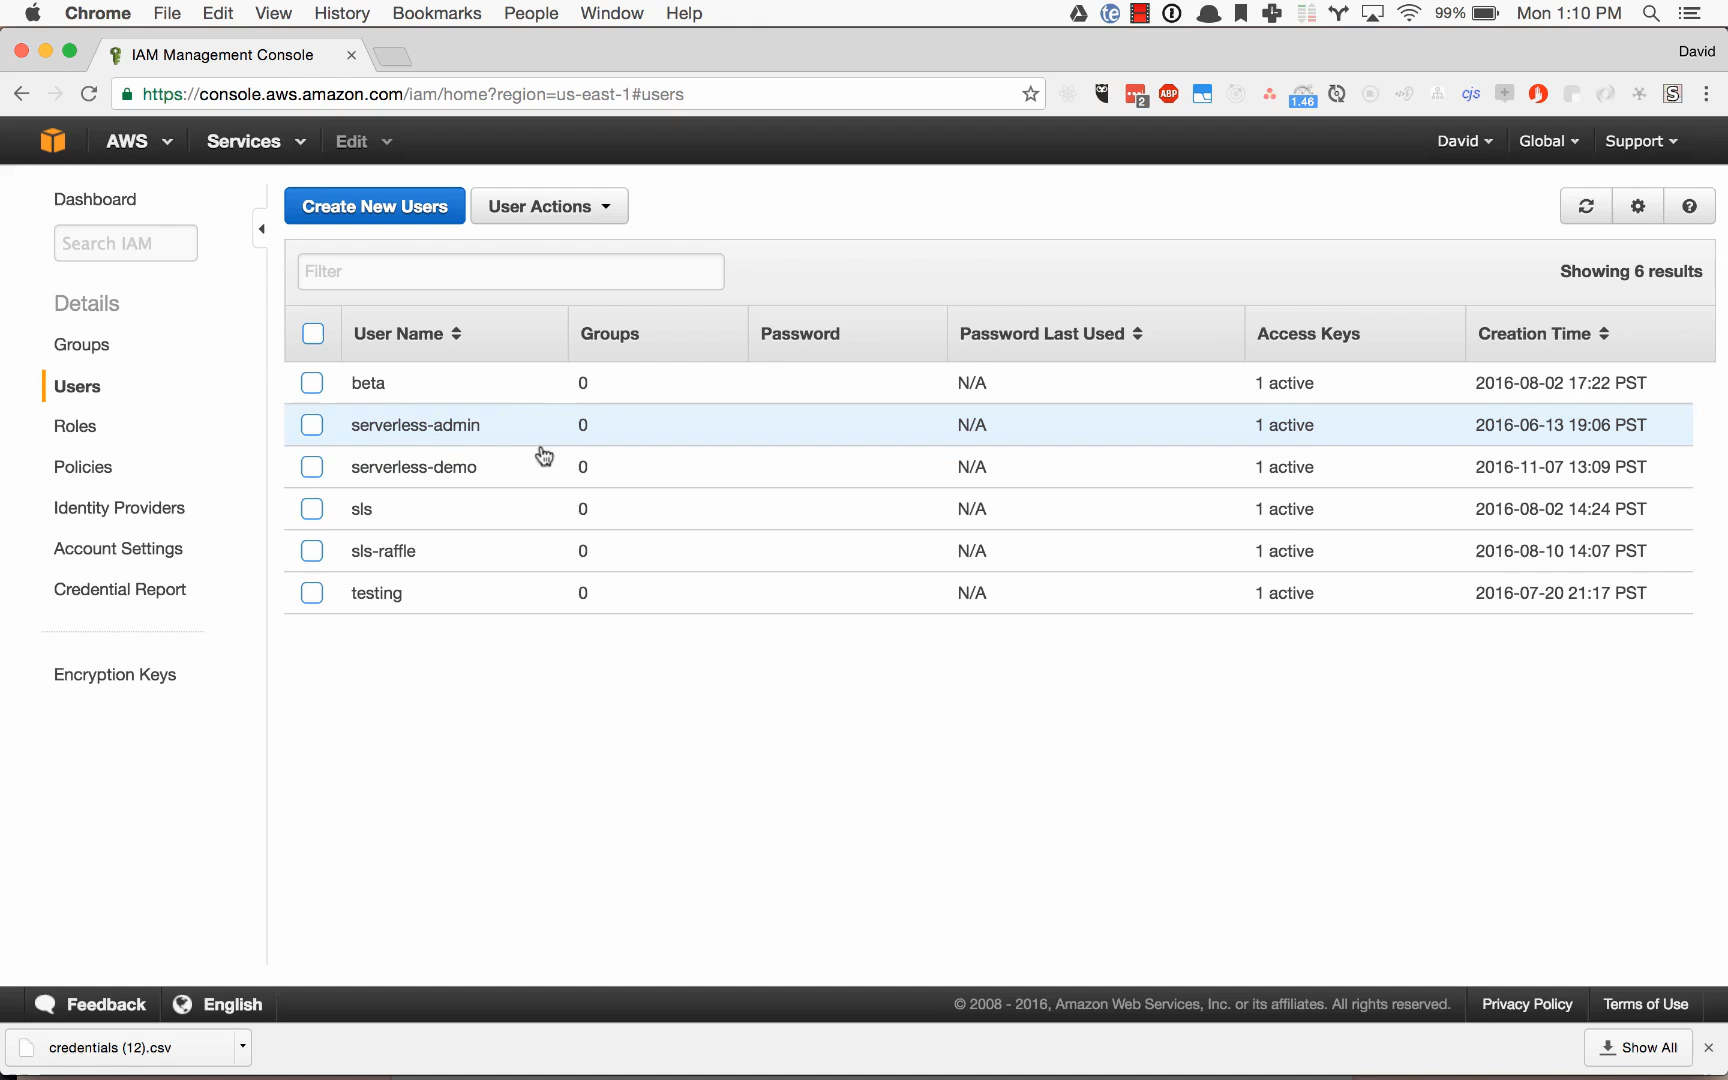 Chrome File Edit View History Bookmarks People Window Help 99% Mon 1:10 PM
IAM Management Console David
https://console.aws.amazon.com/iam/home?region=us-east-1#users 2 ABP 1.46 cjs S
AWS Services Edit David Global Support
Dashboard
Search IAM
Details
Groups
Users
Roles
Policies
Identity Providers
Account Settings
Credential Report
Encryption Keys
Create New Users User Actions
Filter Showing 6 results
User Name Groups Password Password Last Used Access Keys Creation Time
beta 0 N/A 1 active 2016-08-02 17:22 PST
serverless-admin 0 N/A 1 active 2016-06-13 19:06 PST
serverless-demo 0 N/A 1 active 2016-11-07 13:09 PST
sls 0 N/A 1 active 2016-08-02 14:24 PST
sls-raffle 0 N/A 1 active 2016-08-10 14:07 PST
testing 0 N/A 1 active 2016-07-20 21:17 PST
Feedback English © 2008 - 2016, Amazon Web Services, Inc. or its affiliates. All rights reserved. Privacy Policy Terms of Use
credentials (12).csv Show All